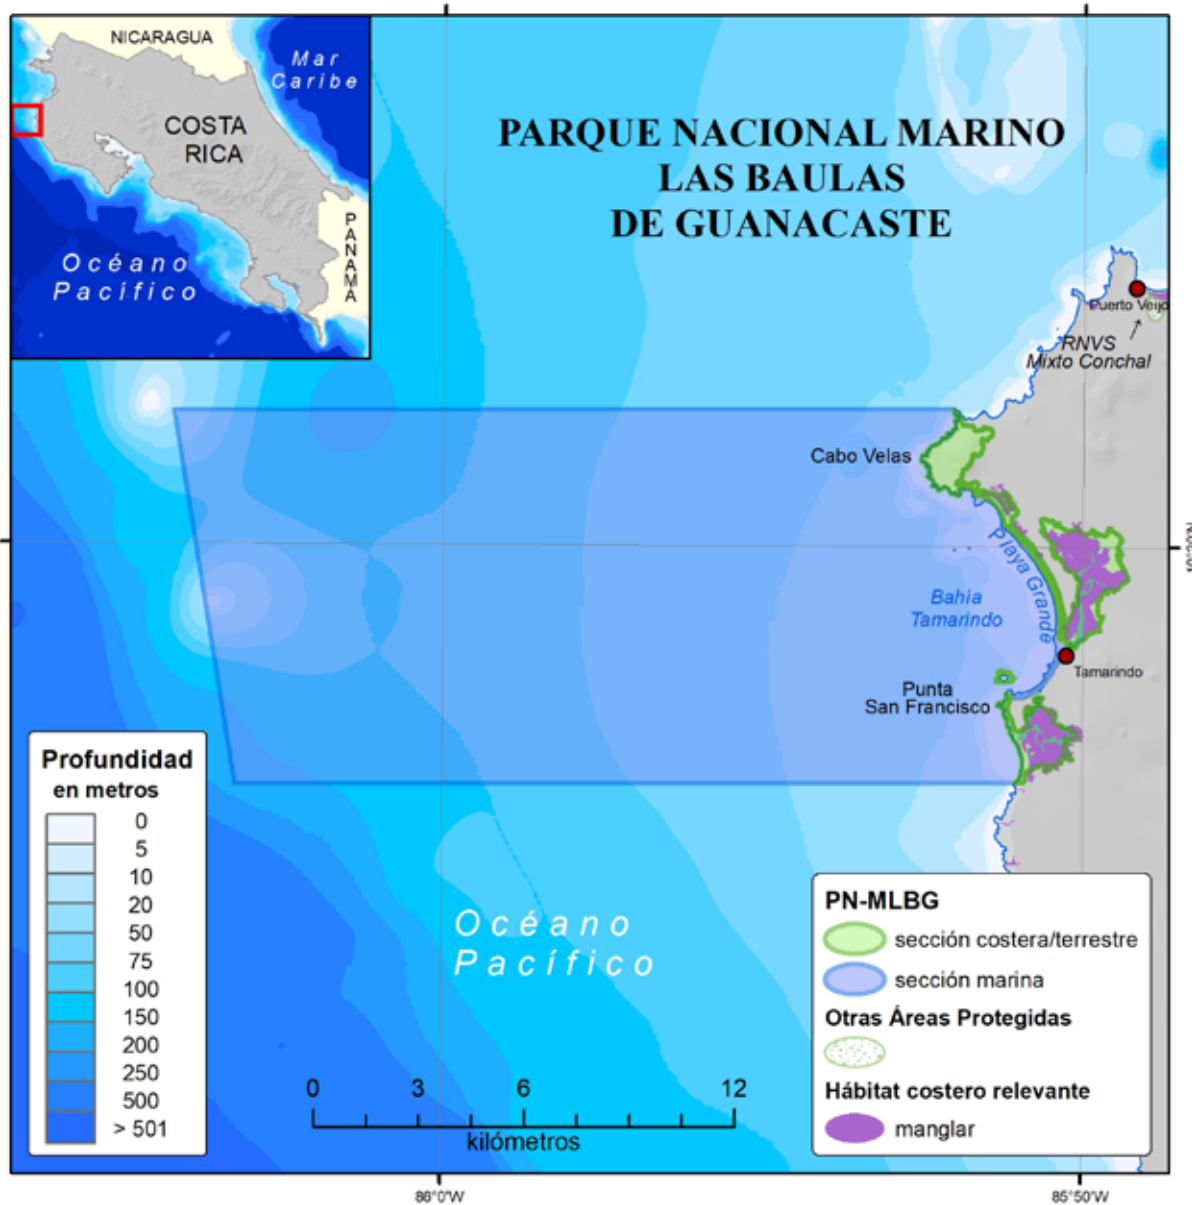 NICARAGUA
Mar
Caribe
COSTA
RICA
PANAMÁ
Océano
Pacífico
PARQUE NACIONAL MARINO
LAS BAULAS
DE GUANACASTE
Puerto Veijo
RNVS
Mixto Conchal
Cabo Velas
Playa Grande
Bahia
Tamarindo
Tamarindo
Punta
San Francisco
Profundidad
en metros
0
5
10
20
50
75
100
150
200
250
500
> 501
Océano
Pacífico
0 3 6 12
kilómetros
PN-MLBG
sección costera/terrestre
sección marina
Otras Áreas Protegidas
Hábitat costero relevante
manglar
86°0'W
85°50'W